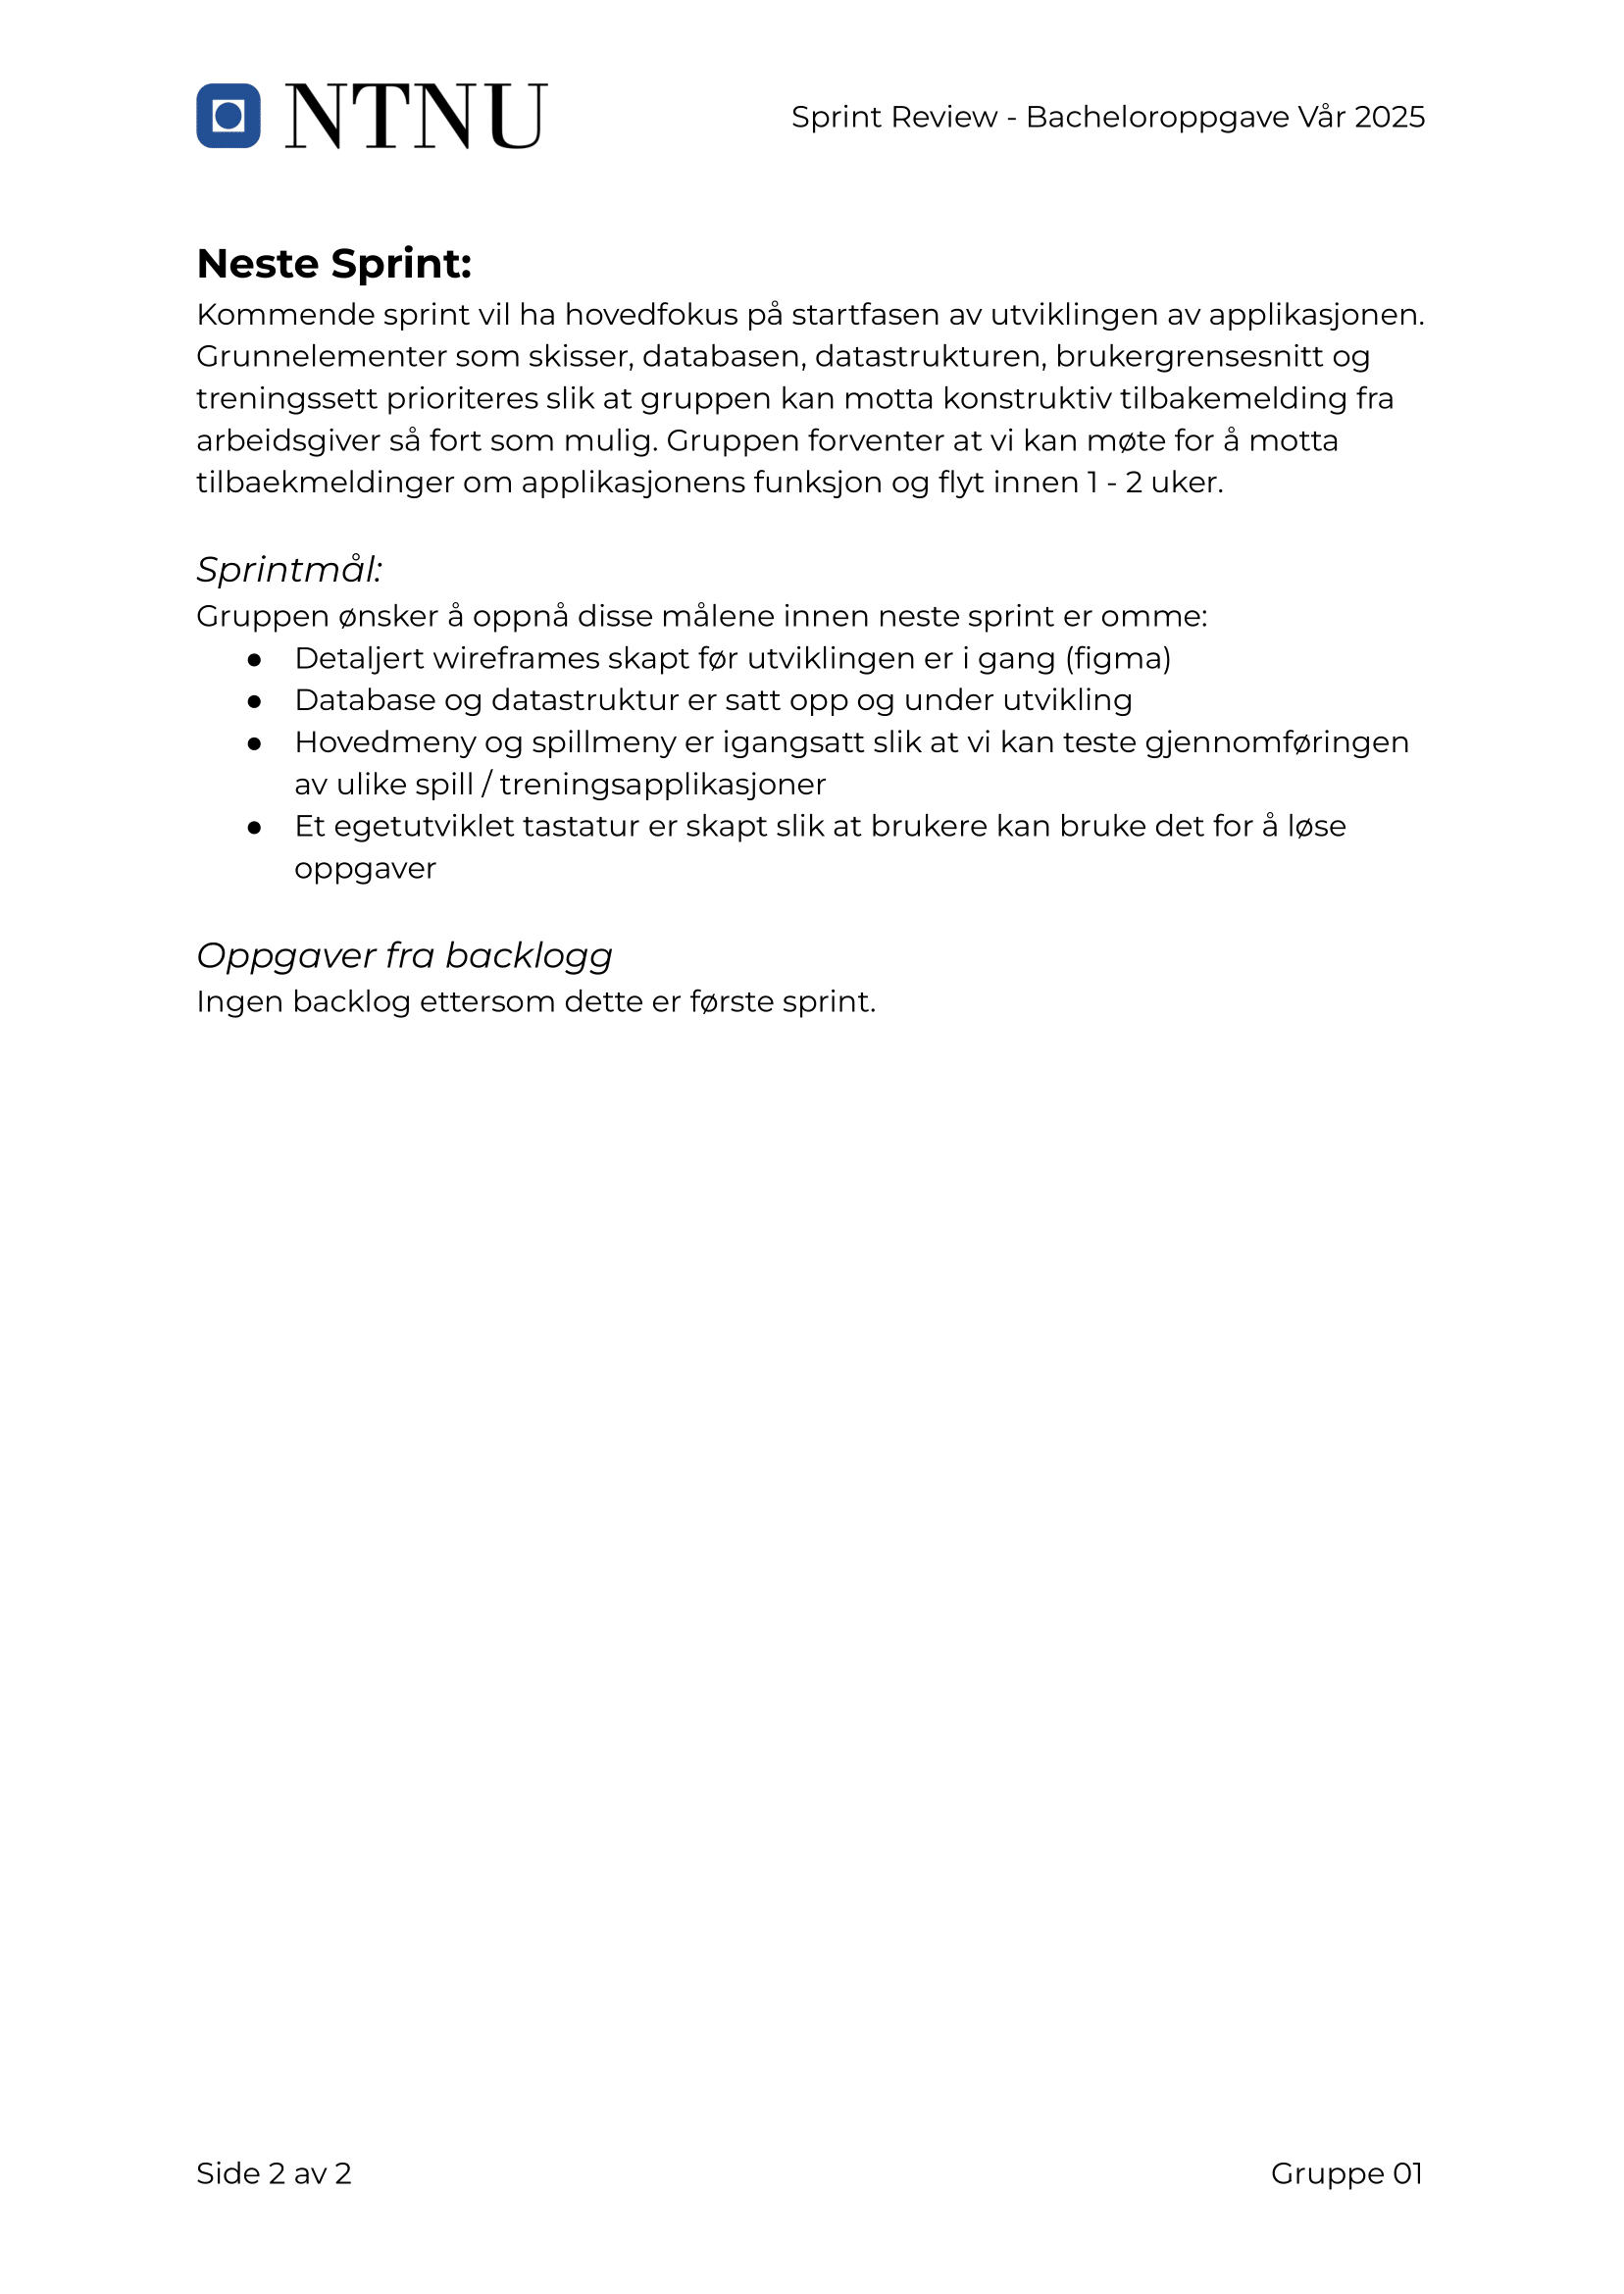 NTNU
Sprint Review - Bacheloroppgave Vår 2025
Neste Sprint:
Kommende sprint vil ha hovedfokus på startfasen av utviklingen av applikasjonen.
Grunnelementer som skisser, databasen, datastrukturen, brukergrensesnitt og
treningssett prioriteres slik at gruppen kan motta konstruktiv tilbakemelding fra
arbeidsgiver så fort som mulig. Gruppen forventer at vi kan møte for å motta
tilbaekmeldinger om applikasjonens funksjon og flyt innen 1 - 2 uker.
Sprintmål:
Gruppen ønsker å oppnå disse målene innen neste sprint er omme:
● Detaljert wireframes skapt før utviklingen er i gang (figma)
● Database og datastruktur er satt opp og under utvikling
● Hovedmeny og spillmeny er igangsatt slik at vi kan teste gjennomføringen
av ulike spill / treningsapplikasjoner
● Et egetutviklet tastatur er skapt slik at brukere kan bruke det for å løse
oppgaver
Oppgaver fra backlogg
Ingen backlog ettersom dette er første sprint.
Side 2 av 2
Gruppe 01